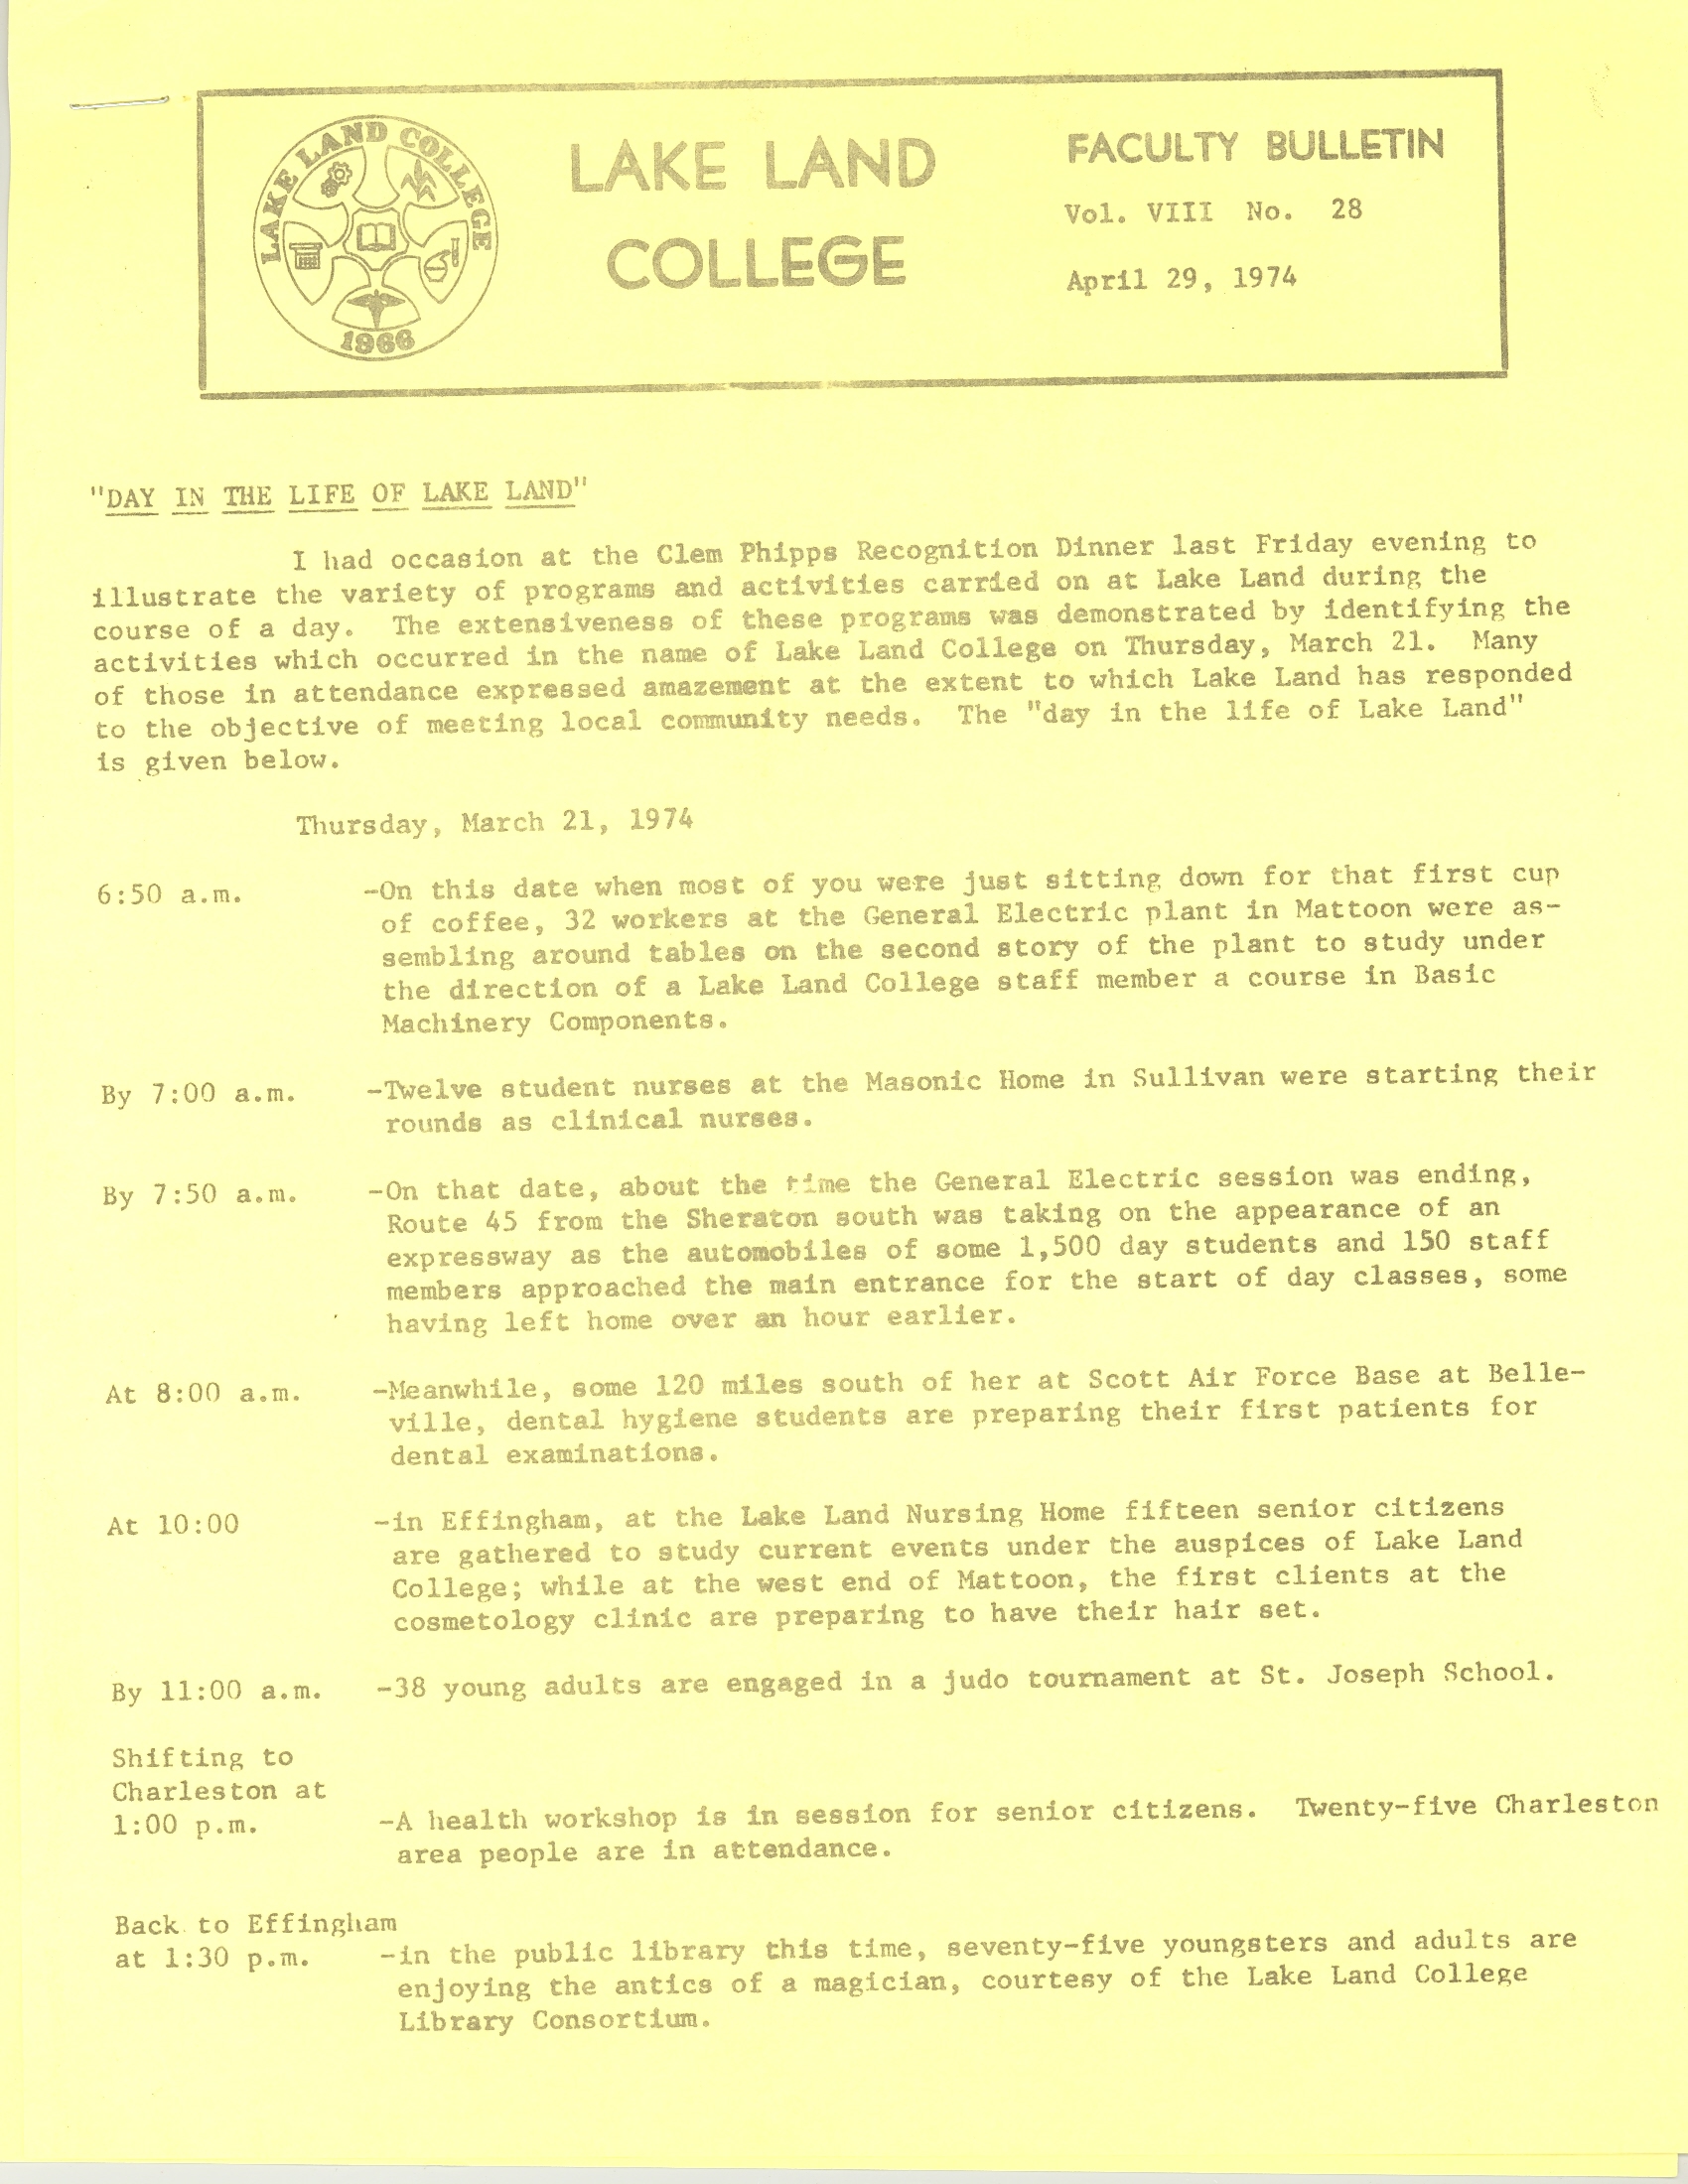 LAKE LAND COLLEGE
1966
LAKE LAND
COLLEGE
FACULTY BULLETIN
Vol. VIII No. 28
April 29, 1974
"DAY IN THE LIFE OF LAKE LAND"
I had occasion at the Clem Phipps Recognition Dinner last Friday evening to
illustrate the variety of programs and activities carried on at Lake Land during the
course of a day. The extensiveness of these programs was demonstrated by identifying the
activities which occurred in the name of Lake Land College on Thursday, March 21. Many
of those in attendance expressed amazement at the extent to which Lake Land has responded
to the objective of meeting local community needs. The "day in the life of Lake Land"
is given below.
Thursday, March 21, 1974
6:50 a.m. -On this date when most of you were just sitting down for that first cup
of coffee, 32 workers at the General Electric plant in Mattoon were as-
sembling around tables on the second story of the plant to study under
the direction of a Lake Land College staff member a course in Basic
Machinery Components.
By 7:00 a.m. -Twelve student nurses at the Masonic Home in Sullivan were starting their
rounds as clinical nurses.
By 7:50 a.m. -On that date, about the time the General Electric session was ending,
Route 45 from the Sheraton south was taking on the appearance of an
expressway as the automobiles of some 1,500 day students and 150 staff
members approached the main entrance for the start of day classes, some
having left home over an hour earlier.
At 8:00 a.m. -Meanwhile, some 120 miles south of her at Scott Air Force Base at Belle-
ville, dental hygiene students are preparing their first patients for
dental examinations.
At 10:00 -in Effingham, at the Lake Land Nursing Home fifteen senior citizens
are gathered to study current events under the auspices of Lake Land
College; while at the west end of Mattoon, the first clients at the
cosmetology clinic are preparing to have their hair set.
By 11:00 a.m. -38 young adults are engaged in a judo tournament at St. Joseph School.
Shifting to
Charleston at
1:00 p.m. -A health workshop is in session for senior citizens. Twenty-five Charleston
area people are in attendance.
Back to Effingham
at 1:30 p.m. -in the public library this time, seventy-five youngsters and adults are
enjoying the antics of a magician, courtesy of the Lake Land College
Library Consortium.